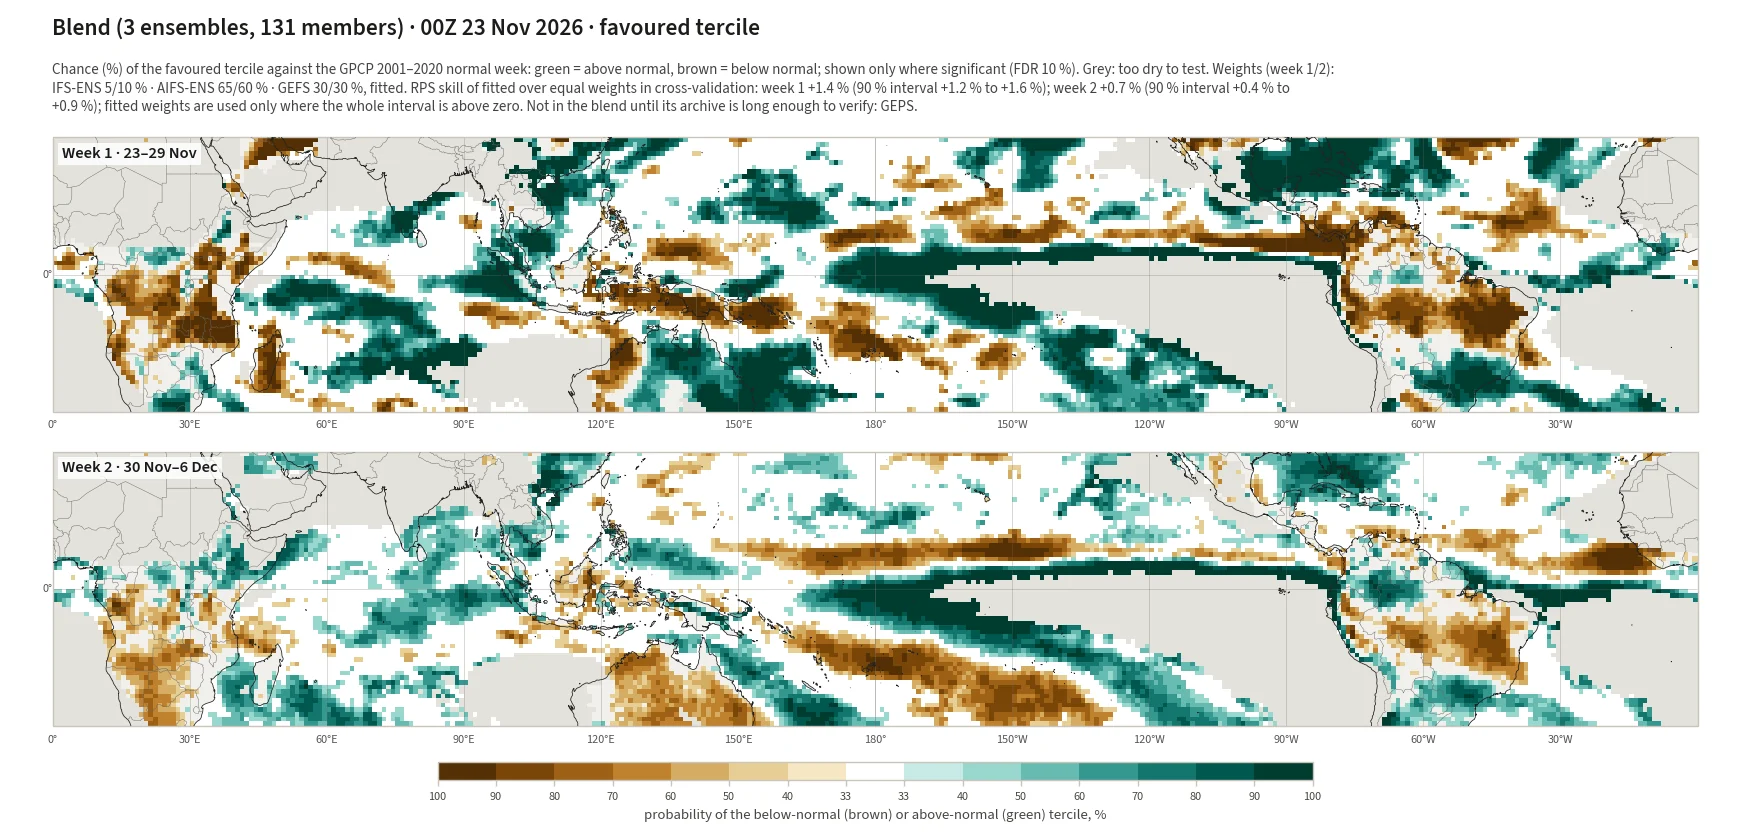 Blend (3 ensembles, 131 members) · 00Z 23 Nov 2026 · favoured tercile
Chance (%) of the favoured tercile against the GPCP 2001–2020 normal week: green = above normal, brown = below normal; shown only where significant (FDR 10 %). Grey: too dry to test. Weights (week 1/2):
IFS-ENS 5/10 % · AIFS-ENS 65/60 % · GEFS 30/30 %, fitted. RPS skill of fitted over equal weights in cross-validation: week 1 +1.4 % (90 % interval +1.2 % to +1.6 %); week 2 +0.7 % (90 % interval +0.4 % to
+0.9 %); fitted weights are used only where the whole interval is above zero. Not in the blend until its archive is long enough to verify: GEPS.
Week 1 · 23–29 Nov
0°
0° 30°E 60°E 90°E 120°E 150°E 180° 150°W 120°W 90°W 60°W 30°W
Week 2 · 30 Nov–6 Dec
0°
0° 30°E 60°E 90°E 120°E 150°E 180° 150°W 120°W 90°W 60°W 30°W
100 90 80 70 60 50 40 33 33 40 50 60 70 80 90 100
probability of the below-normal (brown) or above-normal (green) tercile, %